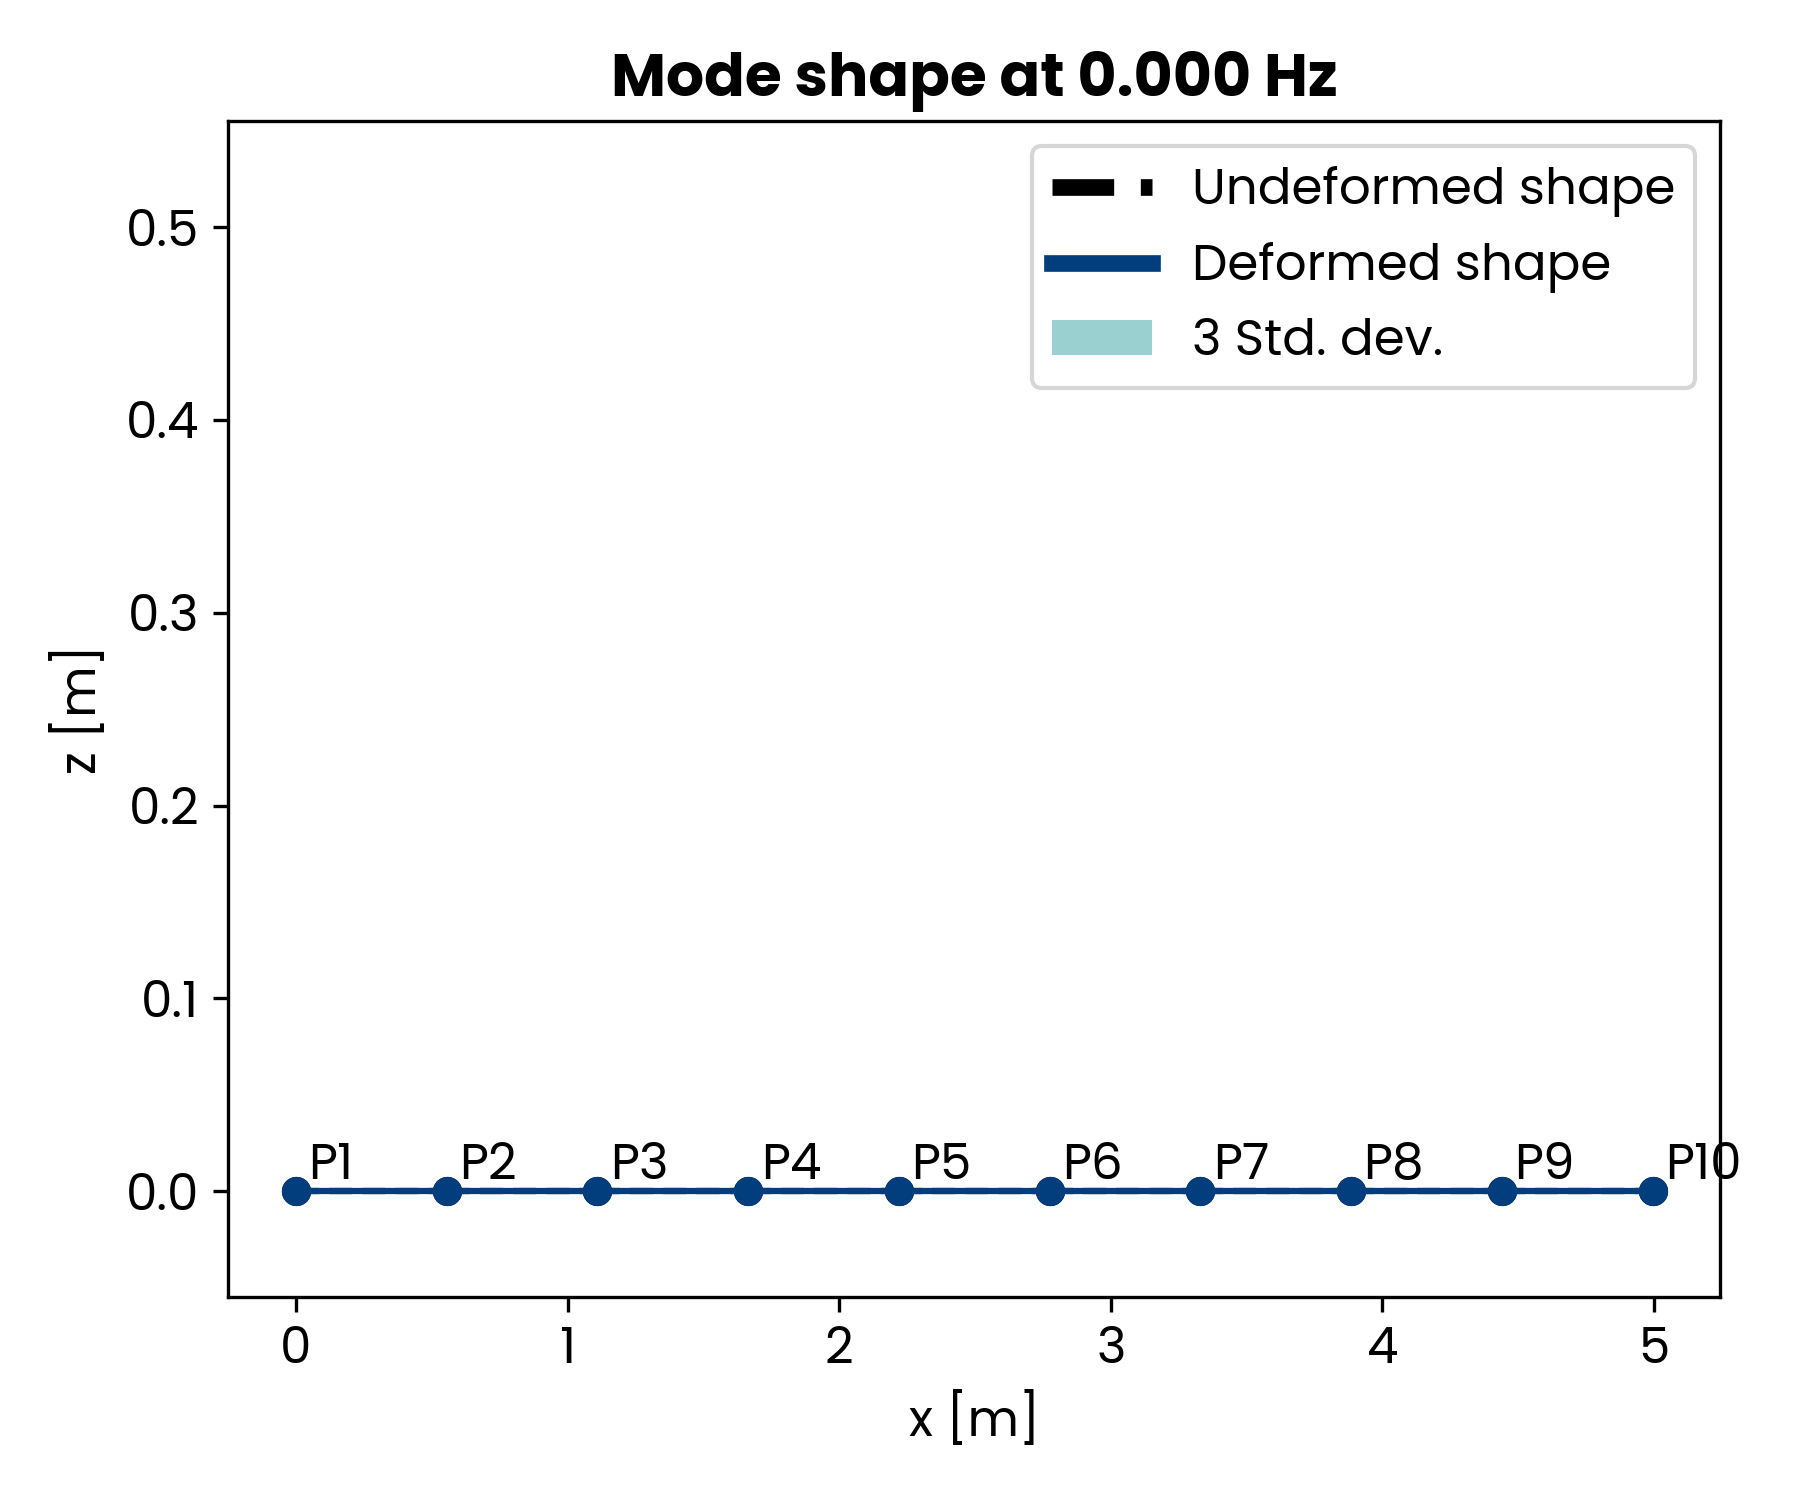 Mode shape at 0.000 Hz
Undeformed shape
Deformed shape
3 Std. dev.
0.5
0.4
0.3
0.2
0.1
0.0
z [m]
P1 P2 P3 P4 P5 P6 P7 P8 P9 P10
0 1 2 3 4 5
x [m]